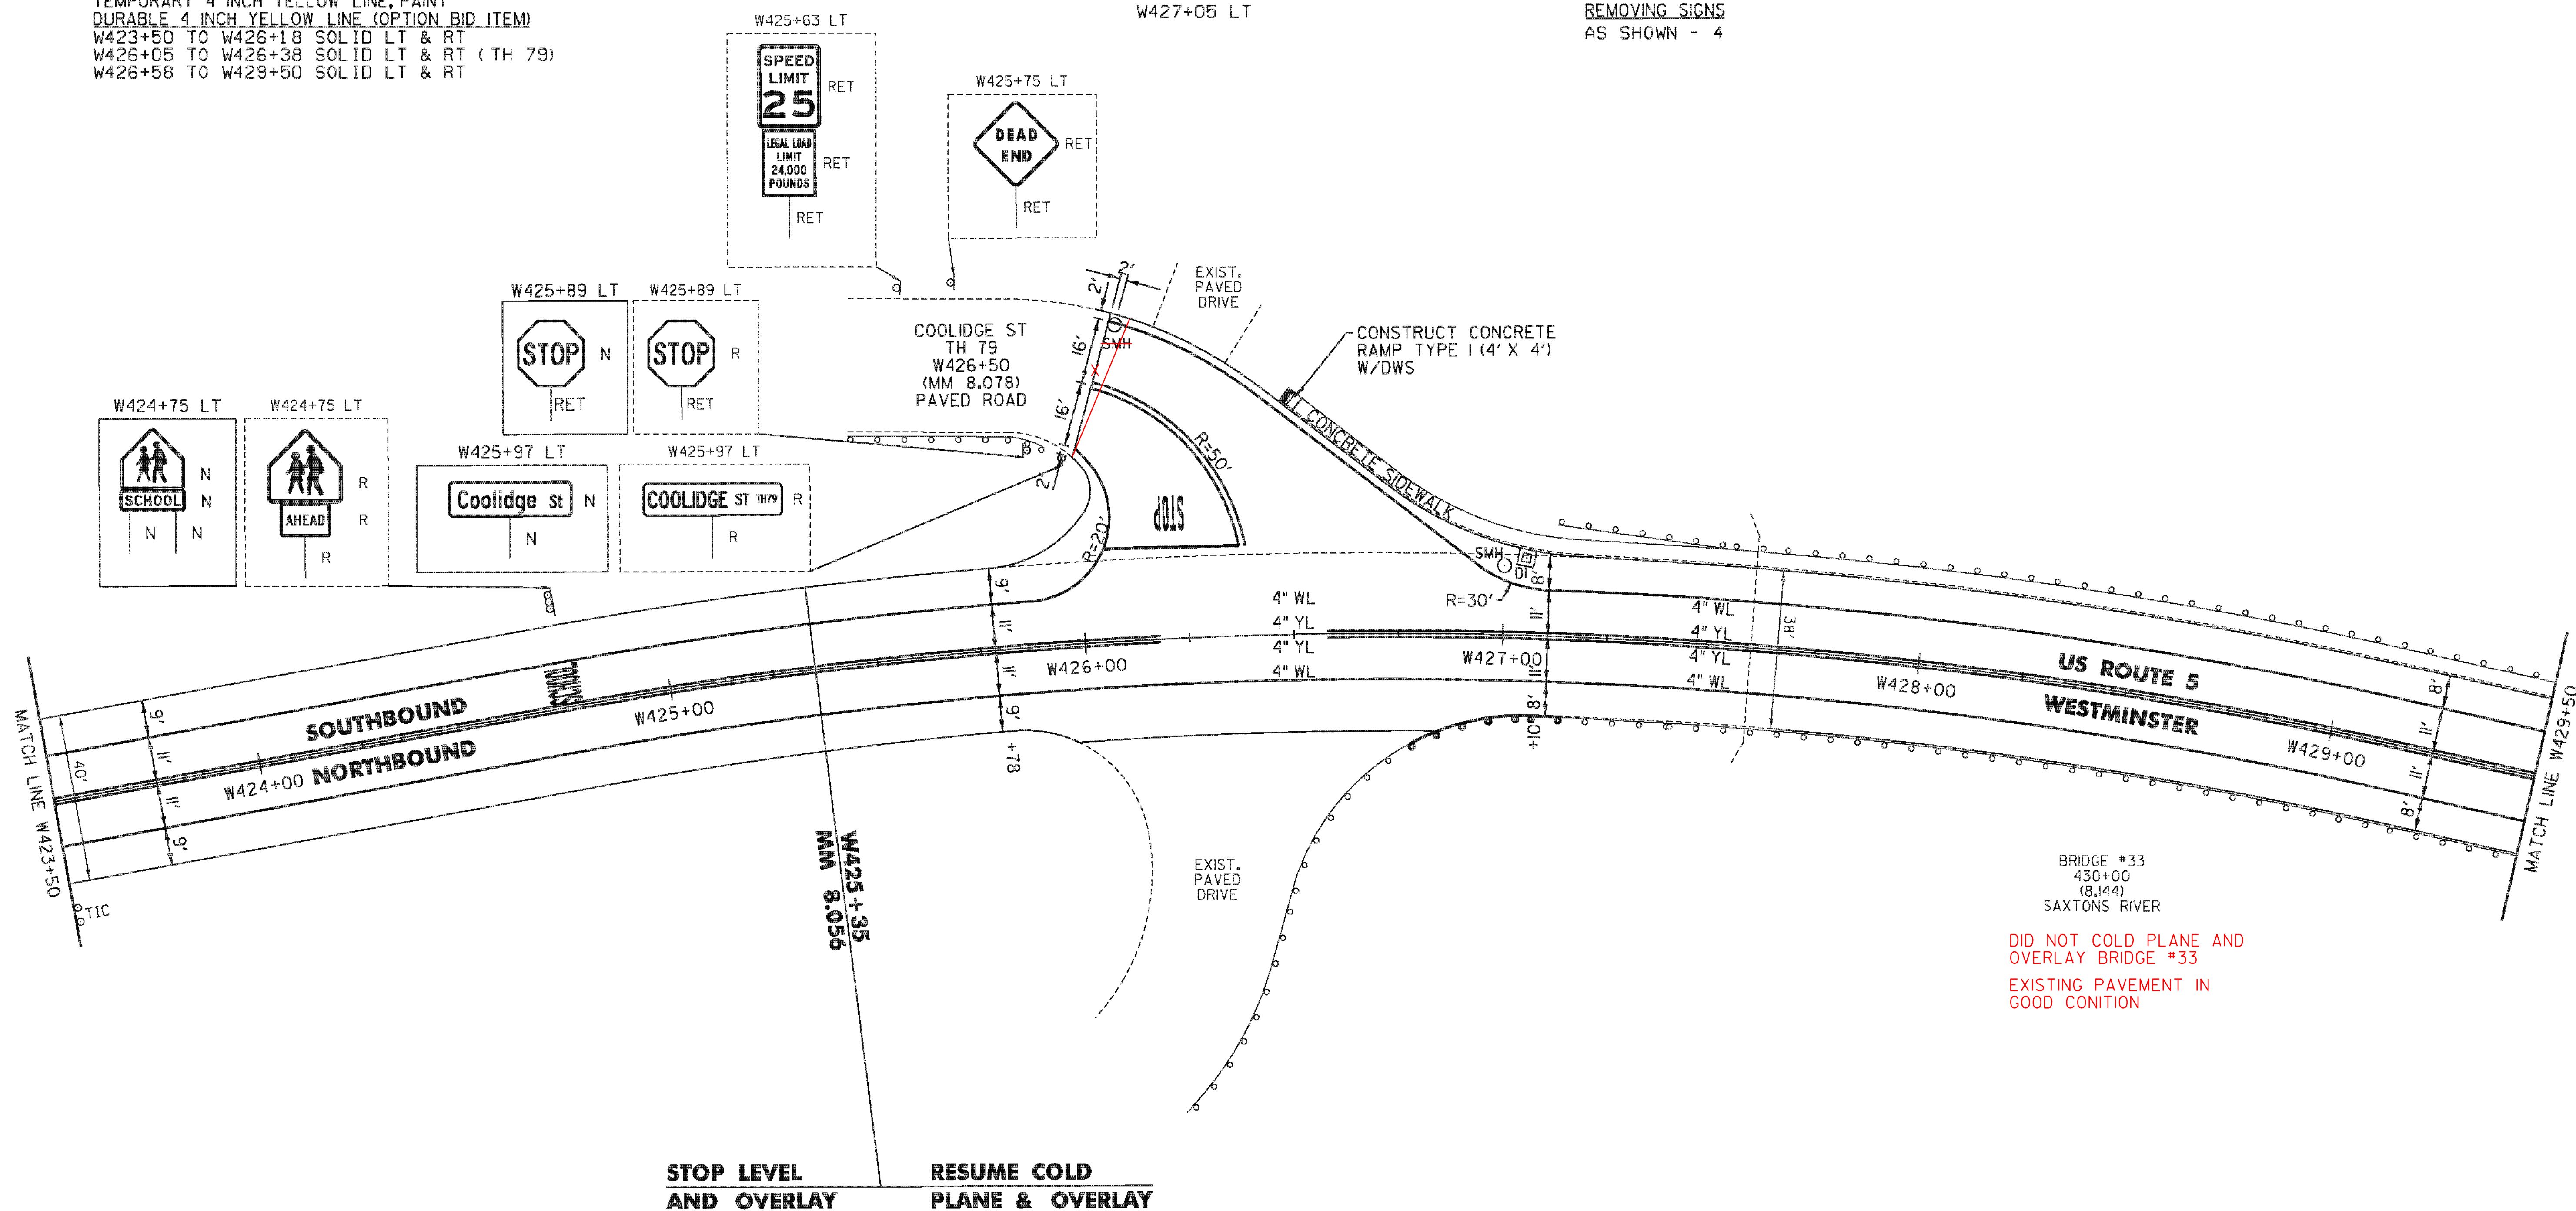 TEMPORARY 4 INCH YELLOW LINE, PAINT
DURABLE 4 INCH YELLOW LINE (OPTION BID ITEM)
W423+50 TO W426+18 SOLID LT & RT
W426+05 TO W426+38 SOLID LT & RT (TH 79)
W426+58 TO W429+50 SOLID LT & RT
W427+05 LT
REMOVING SIGNS
AS SHOWN - 4
W425+63 LT
SPEED
LIMIT
25
RET
LEGAL LOAD
LIMIT
24,000
POUNDS
RET
RET
W425+75 LT
DEAD
END
RET
RET
W425+89 LT
STOP
N
RET
W425+89 LT
STOP
R
RET
W424+75 LT
N
SCHOOL
N
N
N
W424+75 LT
R
AHEAD
R
R
W425+97 LT
Coolidge St
N
N
W425+97 LT
COOLIDGE ST TH79
R
R
COOLIDGE ST
TH 79
W426+50
(MM 8.078)
PAVED ROAD
2'
2'
16'
SMH
X
16'
2'
EXIST.
PAVED
DRIVE
CONSTRUCT CONCRETE
RAMP TYPE I (4' X 4')
W/DWS
CONCRETE SIDEWALK
R=50'
STOP
R=20'
SMH
DI
R=30'
8'
11'
11'
8'
+10
9'
11'
11'
9'
+78
4" WL
4" YL
4" YL
4" WL
4" WL
4" YL
4" YL
4" WL
38'
W424+00
W425+00
W426+00
W427+00
W428+00
W429+00
SOUTHBOUND
NORTHBOUND
SCHOOL
US ROUTE 5
WESTMINSTER
MATCH LINE W423+50
40'
9'
11'
11'
9'
TIC
8'
11'
11'
8'
MATCH LINE W429+50
W425+35
MM 8.056
EXIST.
PAVED
DRIVE
BRIDGE #33
430+00
(8.144)
SAXTONS RIVER
DID NOT COLD PLANE AND
OVERLAY BRIDGE #33
EXISTING PAVEMENT IN
GOOD CONITION
STOP LEVEL
AND OVERLAY
RESUME COLD
PLANE & OVERLAY